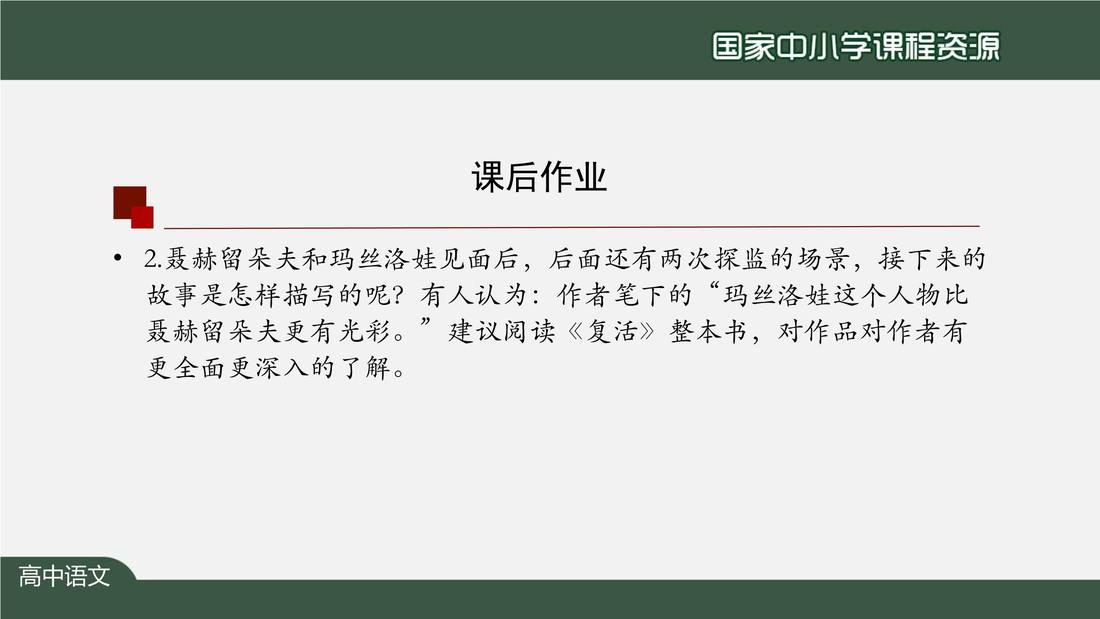 国家中小学课程资源
课后作业
• 2.聂赫留朵夫和玛丝洛娃见面后，后面还有两次探监的场景，接下来的
故事是怎样描写的呢？有人认为：作者笔下的“玛丝洛娃这个人物比
聂赫留朵夫更有光彩。”建议阅读《复活》整本书，对作品对作者有
更全面更深入的了解。
高中语文